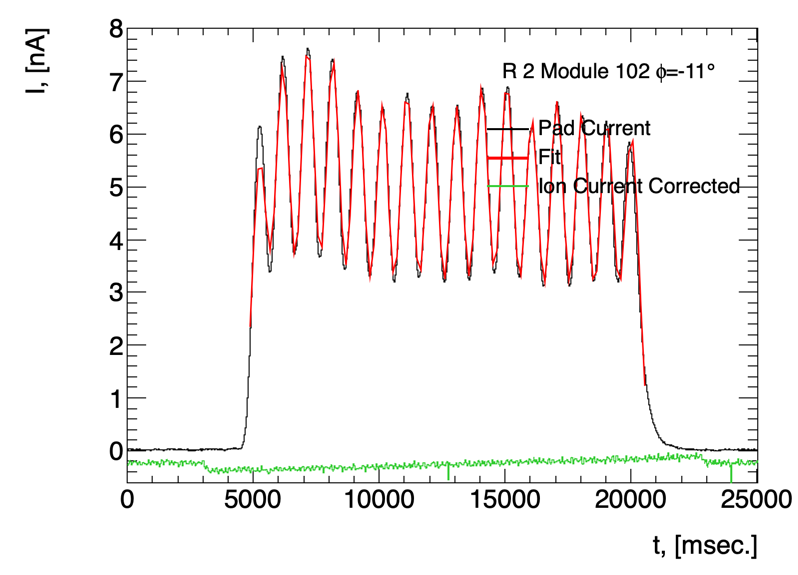 I, [nA]
8
7
6
5
4
3
2
1
0
R 2 Module 102 ϕ=-11°
Pad Current
Fit
Ion Current Corrected
0 5000 10000 15000 20000 25000
t, [msec.]